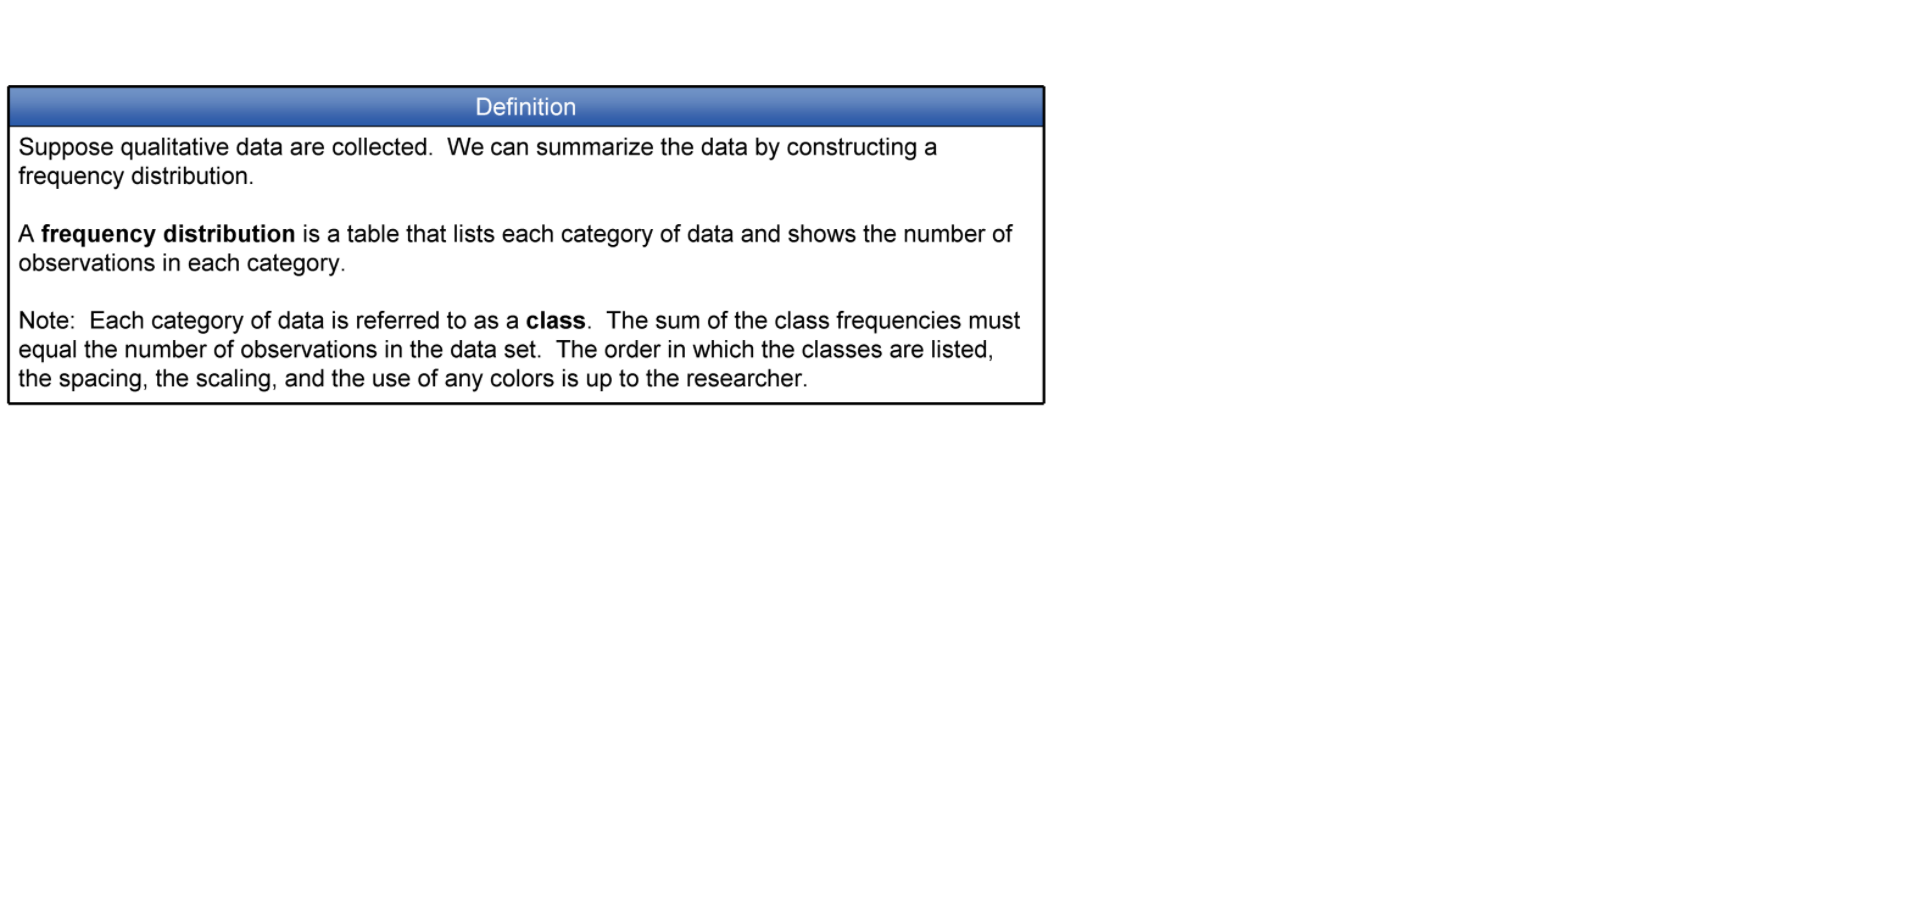 Definition
Suppose qualitative data are collected.  We can summarize the data by constructing a
frequency distribution.
A frequency distribution is a table that lists each category of data and shows the number of
observations in each category.
Note:  Each category of data is referred to as a class.  The sum of the class frequencies must
equal the number of observations in the data set.  The order in which the classes are listed,
the spacing, the scaling, and the use of any colors is up to the researcher.